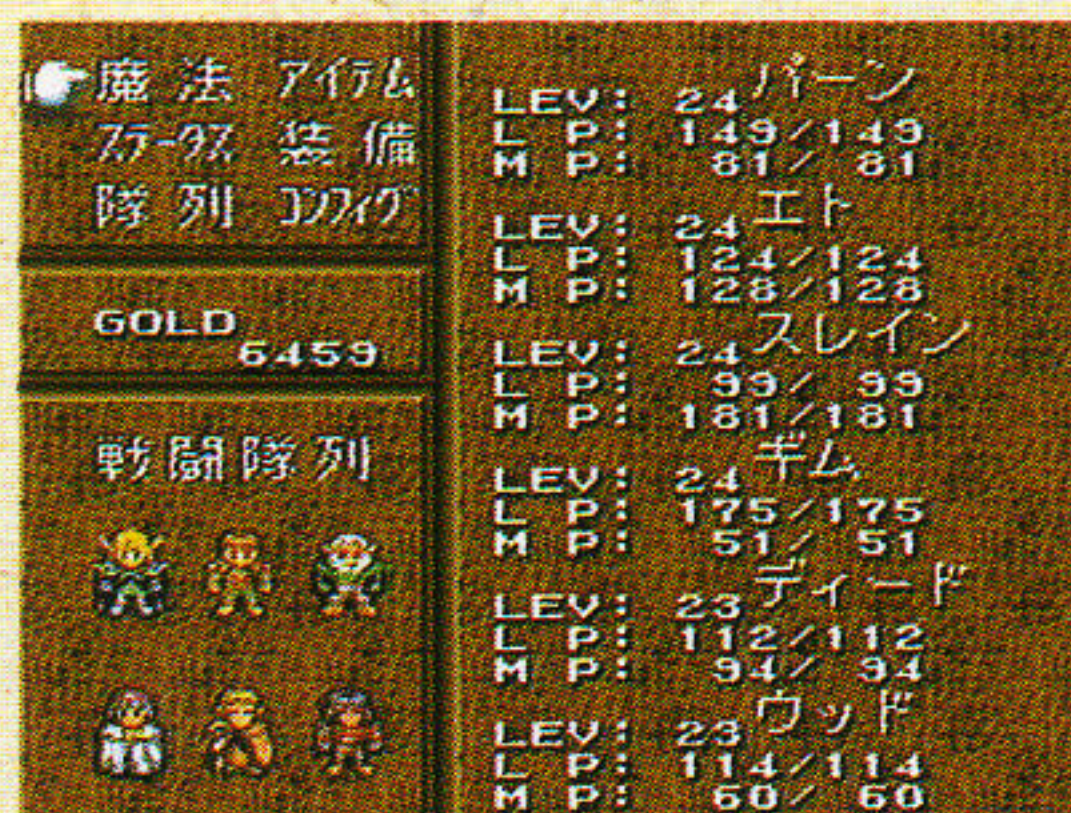 魔法 アイテム
ステータス 装備
隊列 コンフィグ
GOLD
6459
戦闘隊列
パーン
LEV: 24
L P: 149/149
M P: 81/ 81
エト
LEV: 24
L P: 124/124
M P: 128/128
スレイン
LEV: 24
L P: 99/ 99
M P: 181/181
ギム
LEV: 24
L P: 175/175
M P: 51/ 51
ディード
LEV: 23
L P: 112/112
M P: 94/ 94
ウッド
LEV: 23
L P: 114/114
M P: 60/ 60